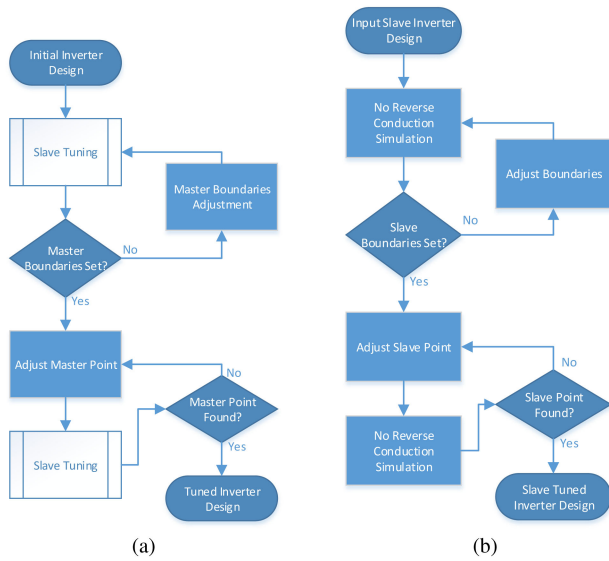 Initial Inverter
Design
Slave Tuning
Master Boundaries
Adjustment
Master
Boundaries Set?
No
Yes
Adjust Master Point
No
Master Point
Found?
Slave Tuning
Yes
Tuned Inverter
Design
(a)
Input Slave Inverter
Design
No Reverse
Conduction
Simulation
Adjust Boundaries
Slave
Boundaries Set?
No
Yes
Adjust Slave Point
No
Slave Point
Found?
No Reverse
Conduction
Simulation
Yes
Slave Tuned
Inverter Design
(b)